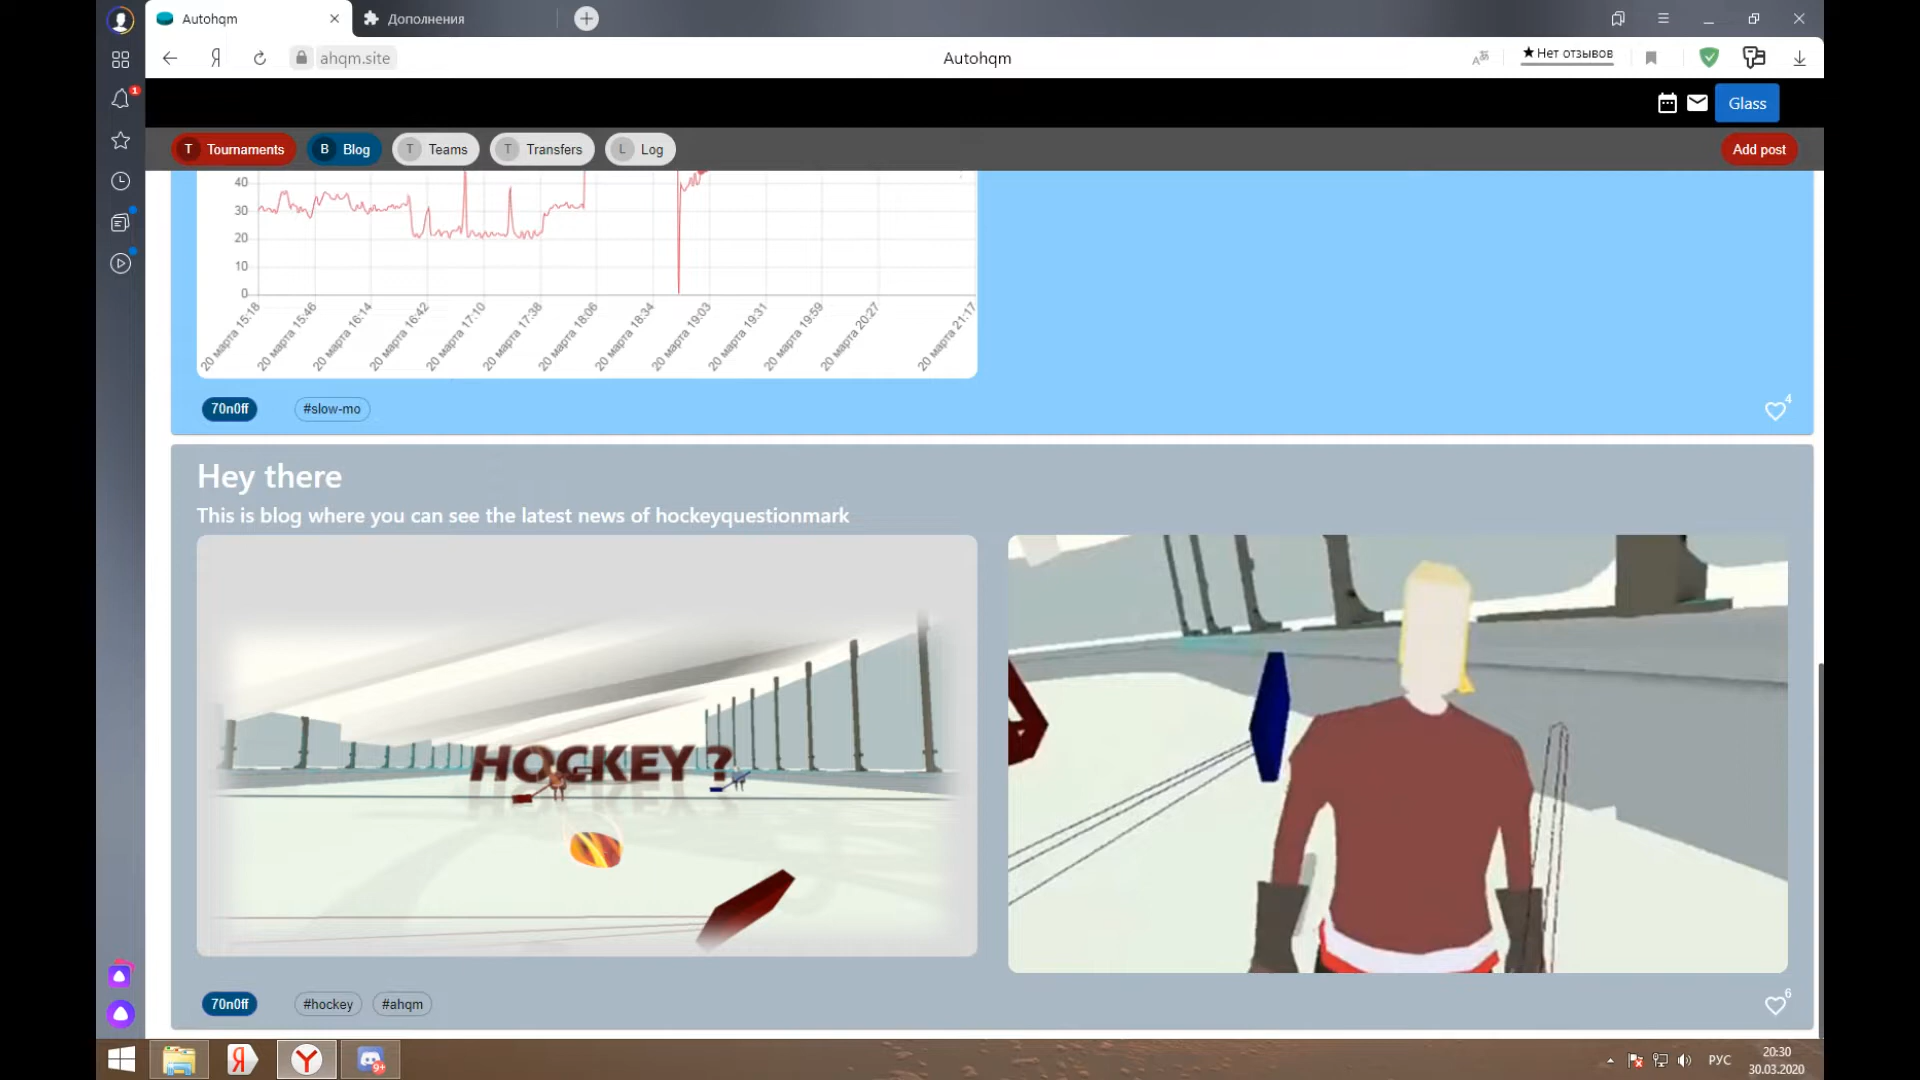 Autohqm
Дополнения
Я
ahqm.site
Autohqm
★Нет отзывов
1
Glass
T Tournaments
B Blog
T Teams
T Transfers
L Log
Add post
40
30
20
10
0
20 марта 15:18
20 марта 15:46
20 марта 16:14
20 марта 16:42
20 марта 17:10
20 марта 17:38
20 марта 18:06
20 марта 18:34
20 марта 19:03
20 марта 19:31
20 марта 19:59
20 марта 20:27
20 марта 21:17
70n0ff
#slow-mo
4
Hey there
This is blog where you can see the latest news of hockeyquestionmark
HOCKEY ?
70n0ff
#hockey
#ahqm
6
Я
Y
9+
РУС
20:30
30.03.2020